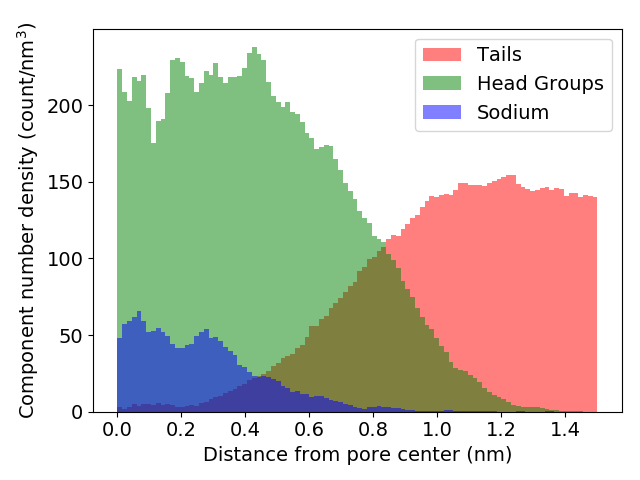 Component number density (count/nm³)
200
150
100
50
0
Tails
Head Groups
Sodium
0.0 0.2 0.4 0.6 0.8 1.0 1.2 1.4
Distance from pore center (nm)